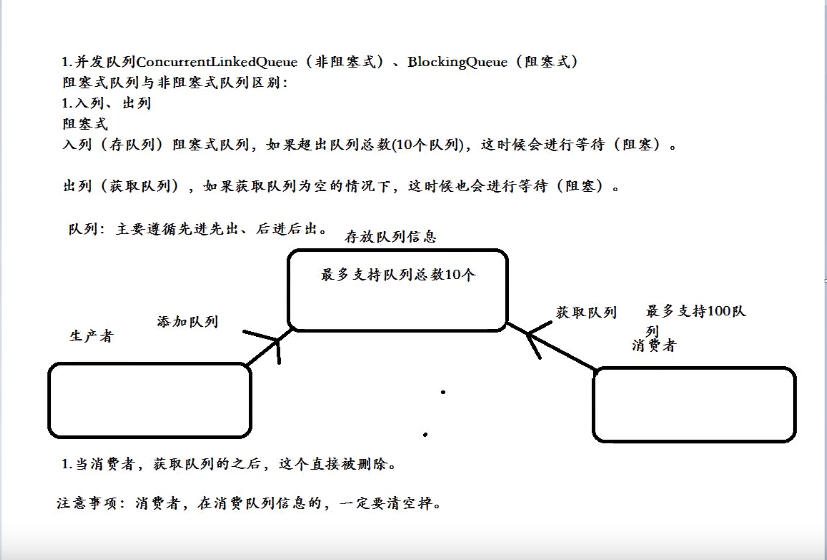 1.并发队列ConcurrentLinkedQueue（非阻塞式）、BlockingQueue（阻塞式）
阻塞式队列与非阻塞式队列区别：
1.入列、出列
阻塞式
入列（存队列）阻塞式队列，如果超出队列总数(10个队列)，这时候会进行等待（阻塞）。
出列（获取队列），如果获取队列为空的情况下，这时候也会进行等待（阻塞）。
队列：主要遵循先进先出、后进后出。
存放队列信息
最多支持队列总数10个
添加队列
生产者
获取队列
最多支持100队
列
消费者
1.当消费者，获取队列的之后，这个直接被删除。
注意事项：消费者，在消费队列信息的，一定要清空掉。